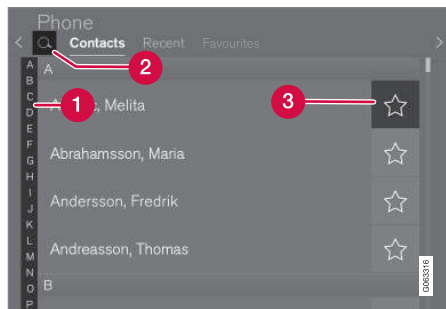 Phone
Contacts Recent Favourites
2
A
A
B
C
D
E
F
G
H
I
J
K
L
M
N
O
P
1
Melita
3
Abrahamsson, Maria
Andersson, Fredrik
Andreasson, Thomas
B
G063316